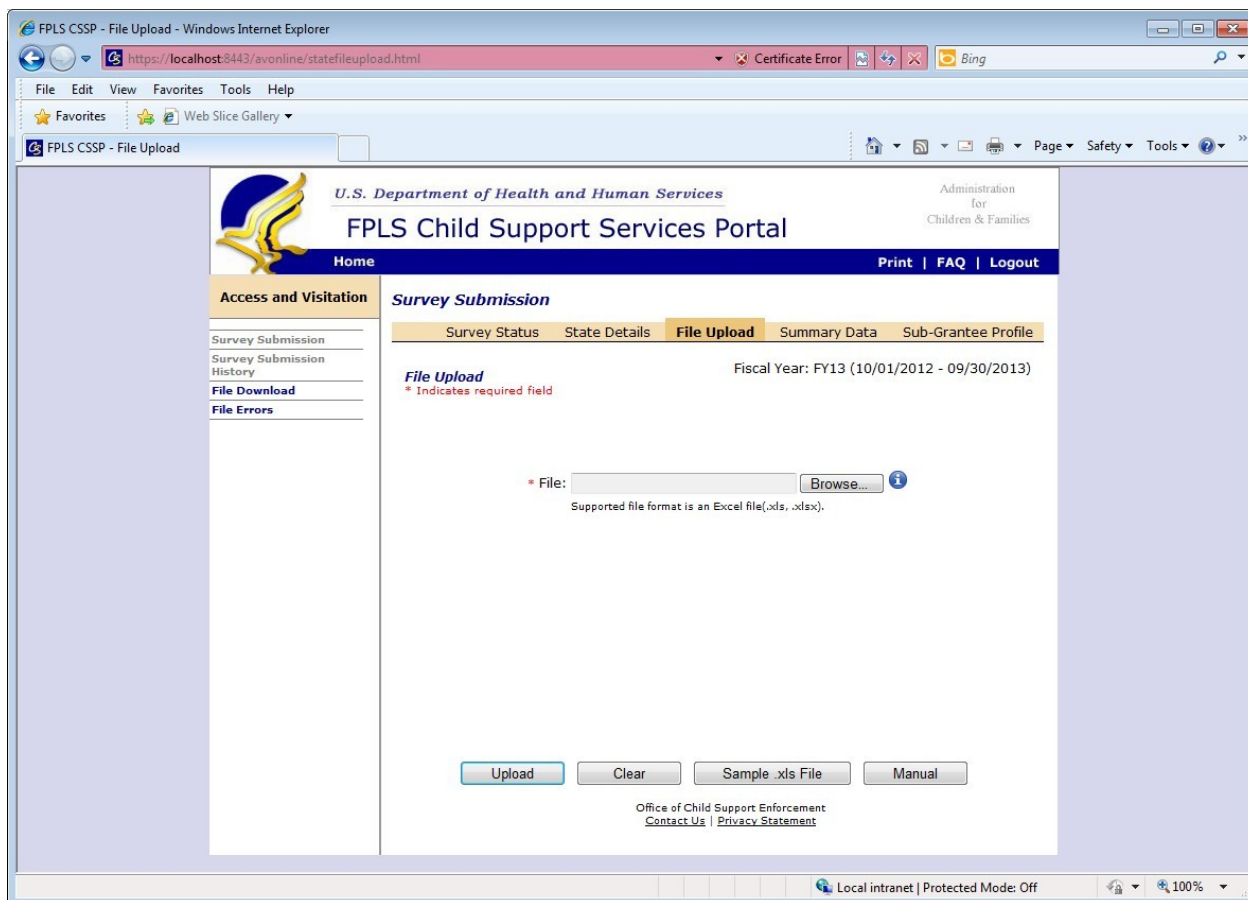 FPLS CSSP - File Upload - Windows Internet Explorer
https://localhost:8443/avonline/statefileupload.html
Certificate Error
Bing
File Edit View Favorites Tools Help
Favorites Web Slice Gallery
FPLS CSSP - File Upload
Page Safety Tools
U.S. Department of Health and Human Services
FPLS Child Support Services Portal
Administration
for
Children & Families
Home Print | FAQ | Logout
Access and Visitation
Survey Submission
Survey Submission
History
File Download
File Errors
Survey Submission
Survey Status State Details File Upload Summary Data Sub-Grantee Profile
File Upload
Fiscal Year: FY13 (10/01/2012 - 09/30/2013)
* Indicates required field
* File: Browse...
Supported file format is an Excel file(.xls, .xlsx).
Upload Clear Sample .xls File Manual
Office of Child Support Enforcement
Contact Us | Privacy Statement
Local intranet | Protected Mode: Off 100%